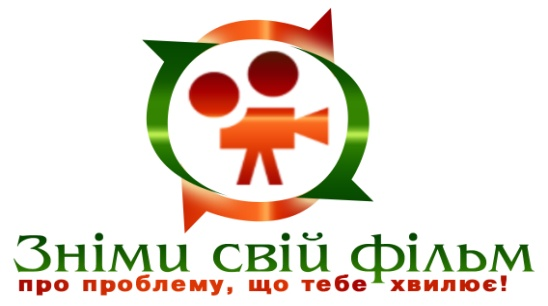 Зніми свій фільм
про проблему, що тебе хвилює!